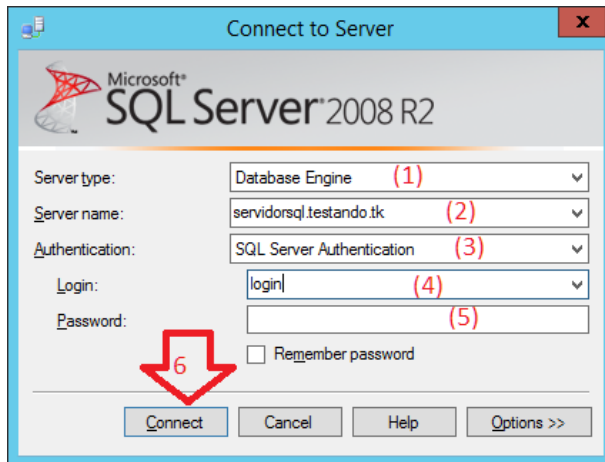 Connect to Server
x
Microsoft®
SQL Server® 2008 R2
Server type: Database Engine (1)
Server name: servidorsql.testando.tk (2)
Authentication: SQL Server Authentication (3)
Login: login (4)
Password: (5)
Remember password
6
Connect Cancel Help Options >>